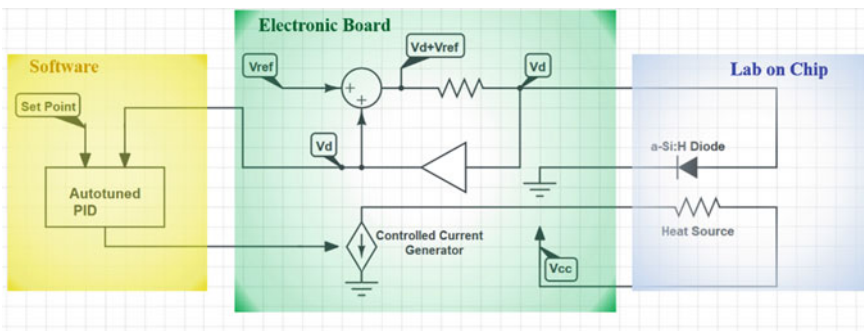 Electronic Board
Software
Lab on Chip
Vref
Vd+Vref
Vd
Set Point
Vd
a-Si:H Diode
Autotuned
PID
Controlled Current
Generator
Heat Source
Vcc